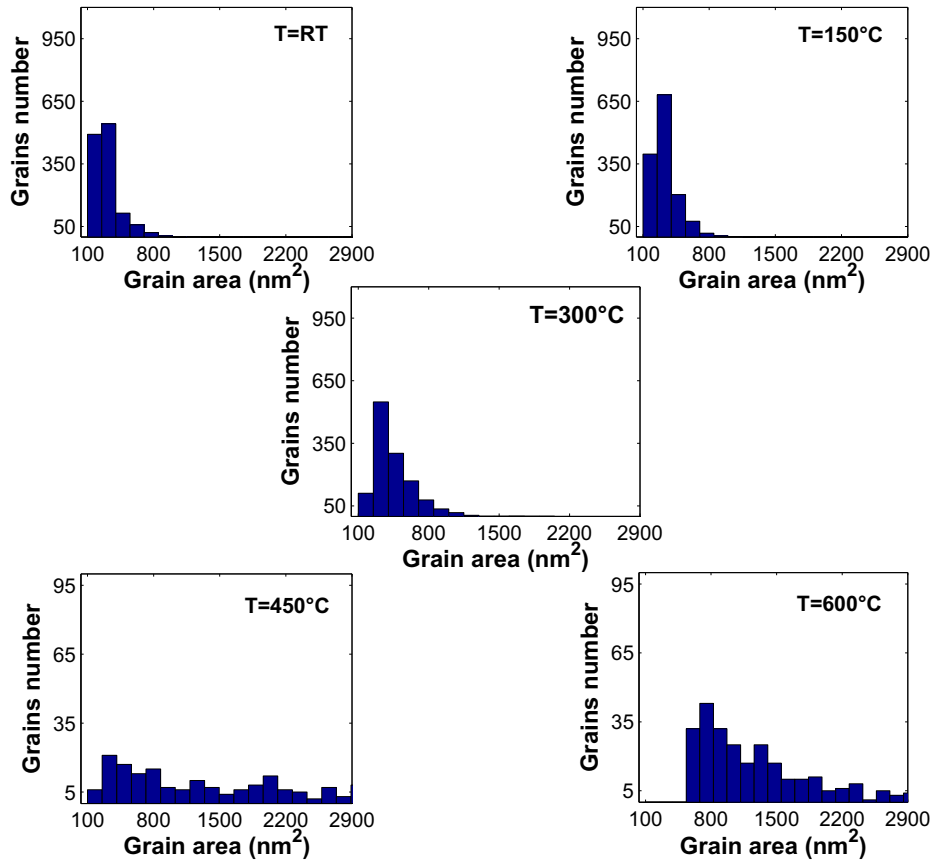 T=RT
950
650
350
50
Grains number
100 800 1500 2200 2900
Grain area (nm²)
T=150°C
950
650
350
50
Grains number
100 800 1500 2200 2900
Grain area (nm²)
T=300°C
950
650
350
50
Grains number
100 800 1500 2200 2900
Grain area (nm²)
T=450°C
95
65
35
5
Grains number
100 800 1500 2200 2900
Grain area (nm²)
T=600°C
95
65
35
5
Grains number
100 800 1500 2200 2900
Grain area (nm²)